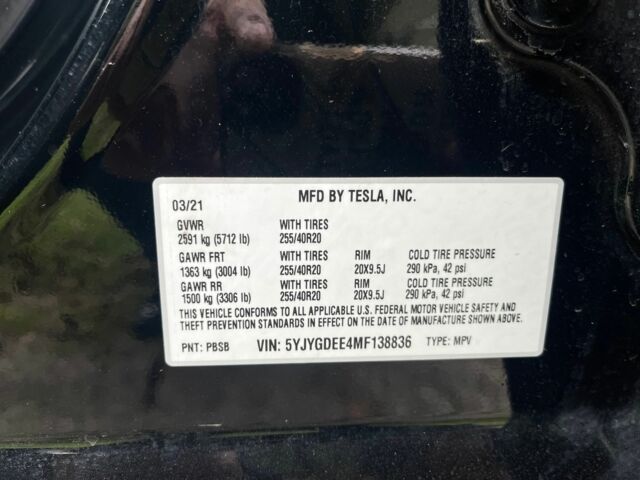 03/21 MFD BY TESLA, INC.
GVWR WITH TIRES
2591 kg (5712 lb) 255/40R20
GAWR FRT WITH TIRES RIM COLD TIRE PRESSURE
1363 kg (3004 lb) 255/40R20 20X9.5J 290 kPa, 42 psi
GAWR RR WITH TIRES RIM COLD TIRE PRESSURE
1500 kg (3306 lb) 255/40R20 20X9.5J 290 kPa, 42 psi
THIS VEHICLE CONFORMS TO ALL APPLICABLE U.S. FEDERAL MOTOR VEHICLE SAFETY AND
THEFT PREVENTION STANDARDS IN EFFECT ON THE DATE OF MANUFACTURE SHOWN ABOVE.
PNT: PBSB VIN: 5YJYGDEE4MF138836 TYPE: MPV